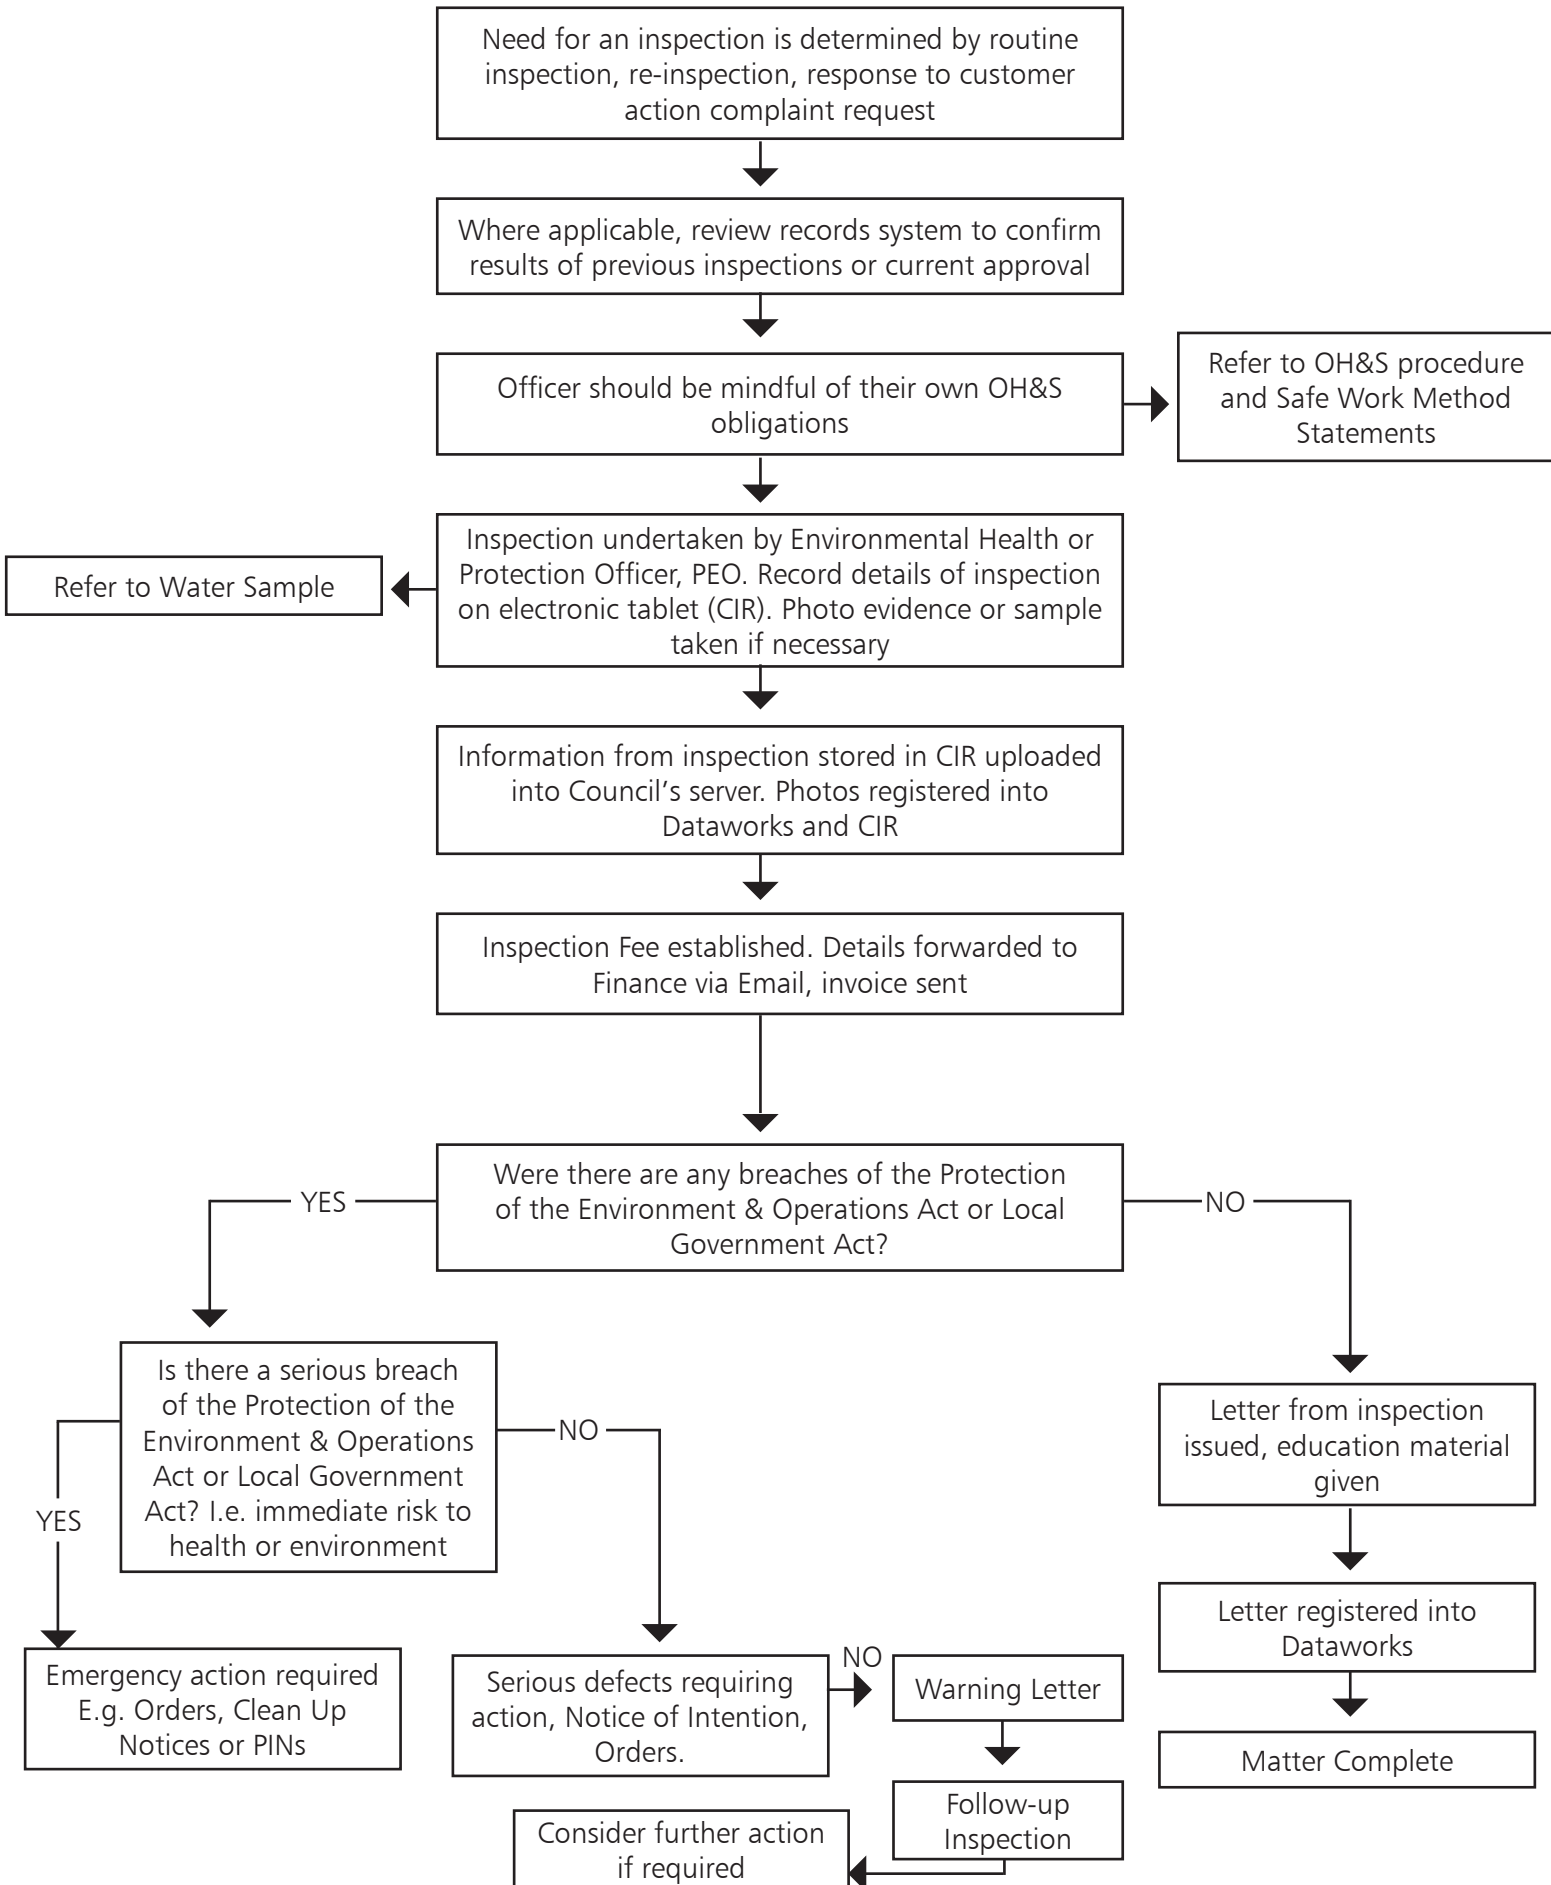 Need for an inspection is determined by routine
inspection, re-inspection, response to customer
action complaint request
Where applicable, review records system to confirm
results of previous inspections or current approval
Officer should be mindful of their own OH&S
obligations
Refer to OH&S procedure
and Safe Work Method
Statements
Inspection undertaken by Environmental Health or
Protection Officer, PEO. Record details of inspection
on electronic tablet (CIR). Photo evidence or sample
taken if necessary
Refer to Water Sample
Information from inspection stored in CIR uploaded
into Council's server. Photos registered into
Dataworks and CIR
Inspection Fee established. Details forwarded to
Finance via Email, invoice sent
Were there are any breaches of the Protection
of the Environment & Operations Act or Local
Government Act?
YES
NO
Is there a serious breach
of the Protection of the
Environment & Operations
Act or Local Government
Act? I.e. immediate risk to
health or environment
YES
NO
Emergency action required
E.g. Orders, Clean Up
Notices or PINs
Serious defects requiring
action, Notice of Intention,
Orders.
NO
Warning Letter
Follow-up
Inspection
Consider further action
if required
Letter from inspection
issued, education material
given
Letter registered into
Dataworks
Matter Complete